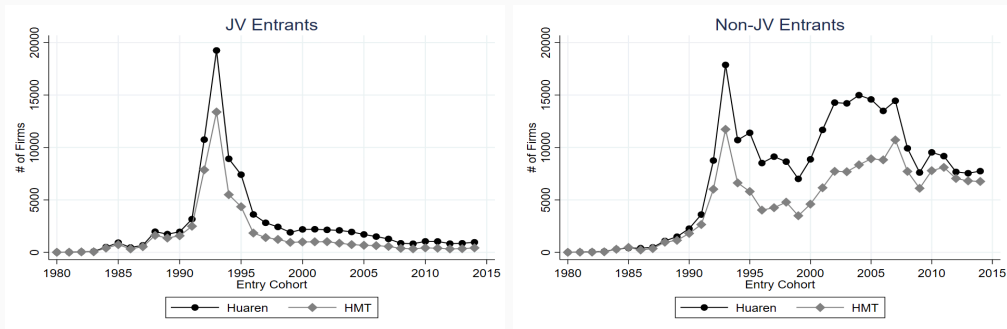 JV Entrants
# of Firms
20000
15000
10000
5000
0
1980 1985 1990 1995 2000 2005 2010 2015
Entry Cohort
Huaren HMT
Non-JV Entrants
# of Firms
20000
15000
10000
5000
0
1980 1985 1990 1995 2000 2005 2010 2015
Entry Cohort
Huaren HMT